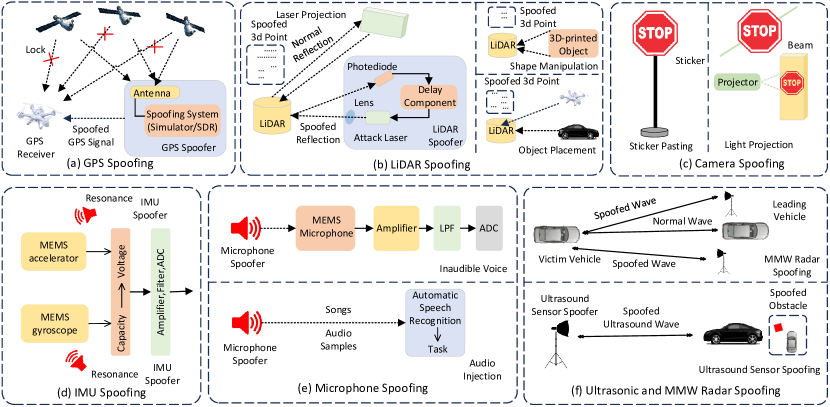 Lock
Antenna
Spoofing System
(Simulator/SDR)
GPS Spoofer
GPS
Receiver
Spoofed
GPS Signal
(a) GPS Spoofing
Spoofed
3d Point
Laser Projection
Normal
Reflection
Photodiode
Delay
Component
Lens
LiDAR
Spoofed
Reflection
Attack Laser
LiDAR
Spoofer
Spoofed
3d Point
LiDAR
3D-printed
Object
Shape Manipulation
Spoofed 3d Point
LiDAR
Object Placement
(b) LiDAR Spoofing
STOP
Sticker
Sticker Pasting
STOP
Beam
Projector
STOP
Light Projection
(c) Camera Spoofing
Resonance
IMU
Spoofer
MEMS
accelerator
MEMS
gyroscope
Capacity
Voltage
Amplifier,Filter,ADC
Resonance
IMU
Spoofer
(d) IMU Spoofing
Microphone
Spoofer
MEMS
Microphone
Amplifier
LPF
ADC
Inaudible Voice
Microphone
Spoofer
Songs
Audio
Samples
Automatic
Speech
Recognition
Task
Audio
Injection
(e) Microphone Spoofing
Spoofed Wave
Leading
Vehicle
Normal Wave
Victim Vehicle
Spoofed Wave
MMW Radar
Spoofing
Ultrasound
Sensor Spoofer
Spoofed
Ultrasound Wave
Spoofed
Obstacle
Ultrasound Sensor Spoofing
(f) Ultrasonic and MMW Radar Spoofing